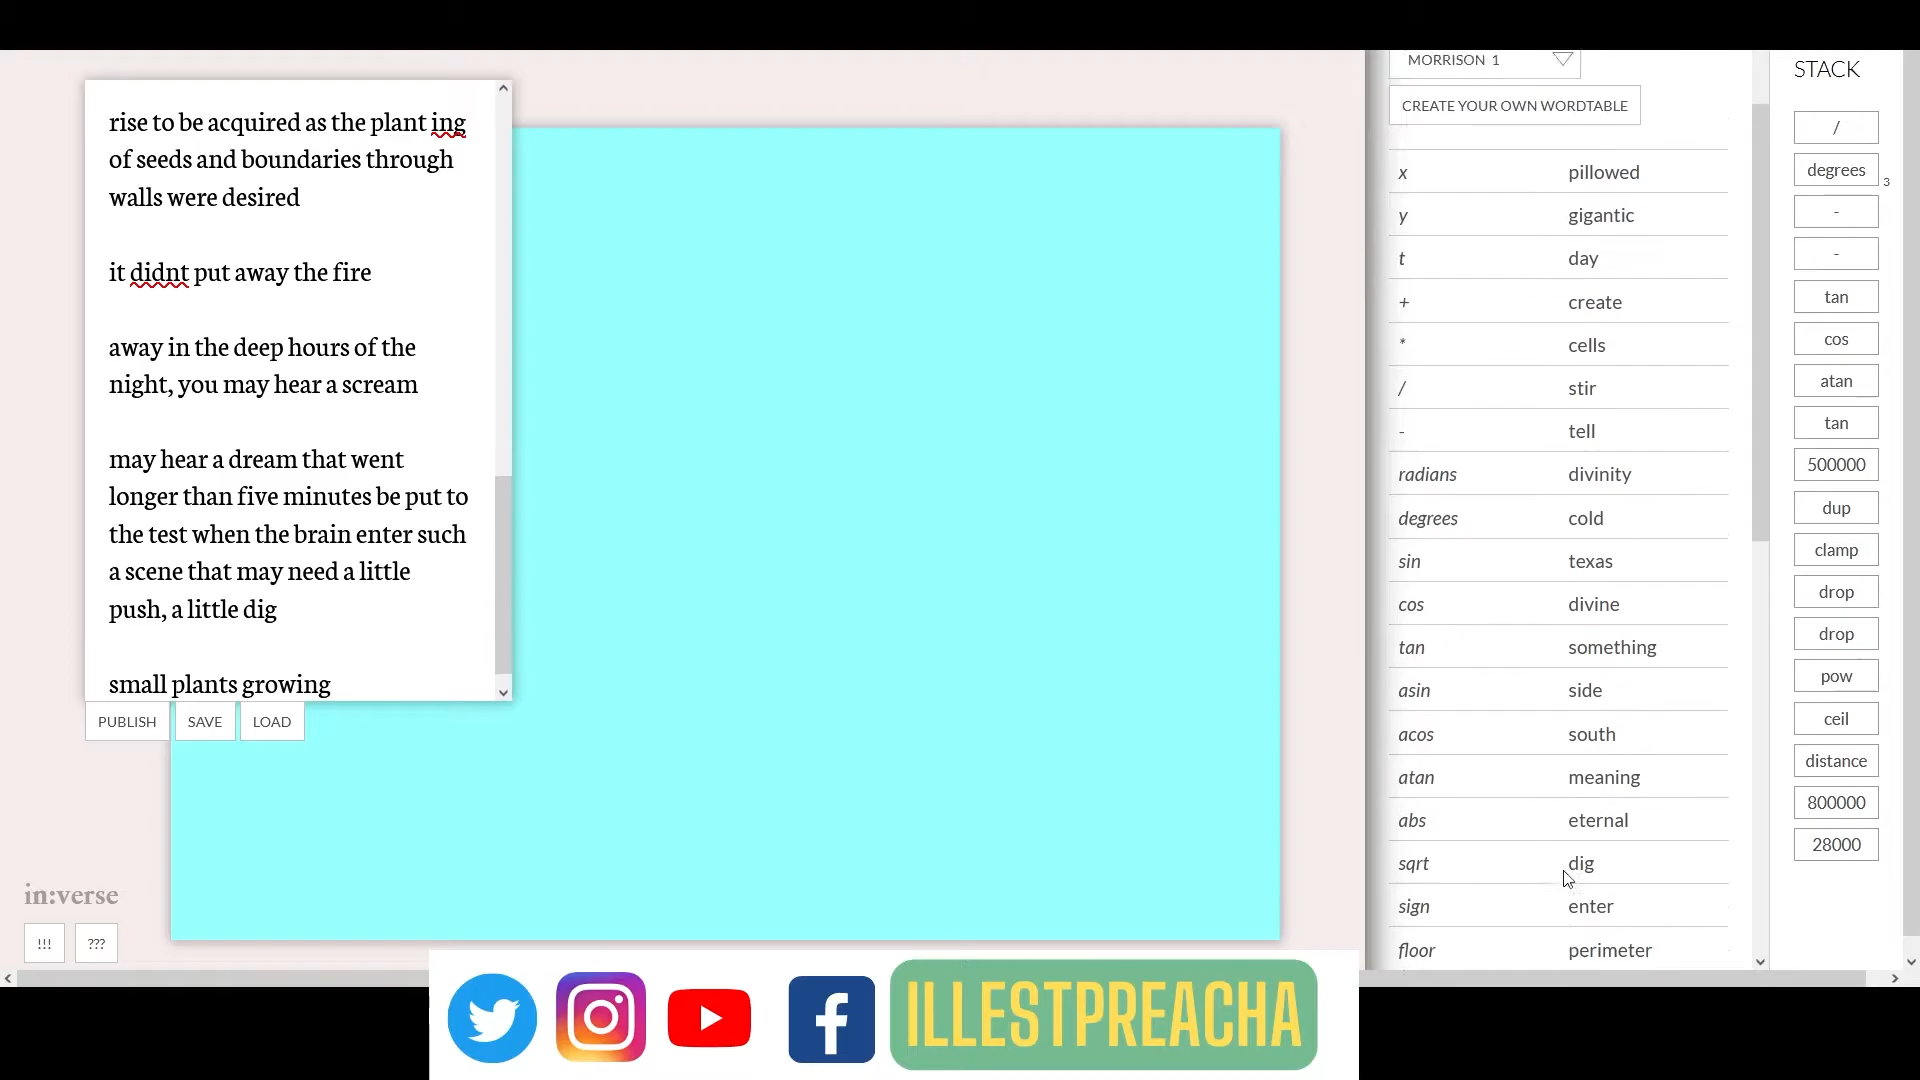 rise to be acquired as the plant ing
of seeds and boundaries through
walls were desired
it didnt put away the fire
away in the deep hours of the
night, you may hear a scream
may hear a dream that went
longer than five minutes be put to
the test when the brain enter such
a scene that may need a little
push, a little dig
small plants growing
PUBLISH SAVE LOAD
in:verse
!!! ???
MORRISON 1
CREATE YOUR OWN WORDTABLE
x pillowed
y gigantic
t day
+ create
* cells
/ stir
- tell
radians divinity
degrees cold
sin texas
cos divine
tan something
asin side
acos south
atan meaning
abs eternal
sqrt dig
sign enter
floor perimeter
STACK
/
degrees 3
-
-
tan
cos
atan
tan
500000
dup
clamp
drop
drop
pow
ceil
distance
800000
28000
ILLESTPREACHA